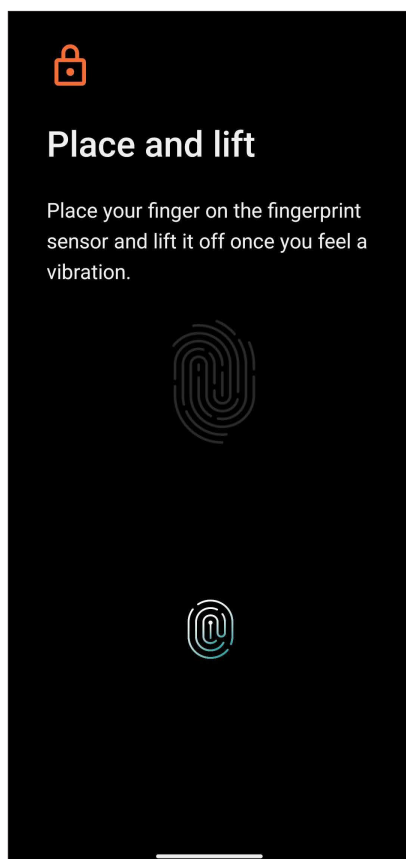 Place and lift
Place your finger on the fingerprint
sensor and lift it off once you feel a
vibration.